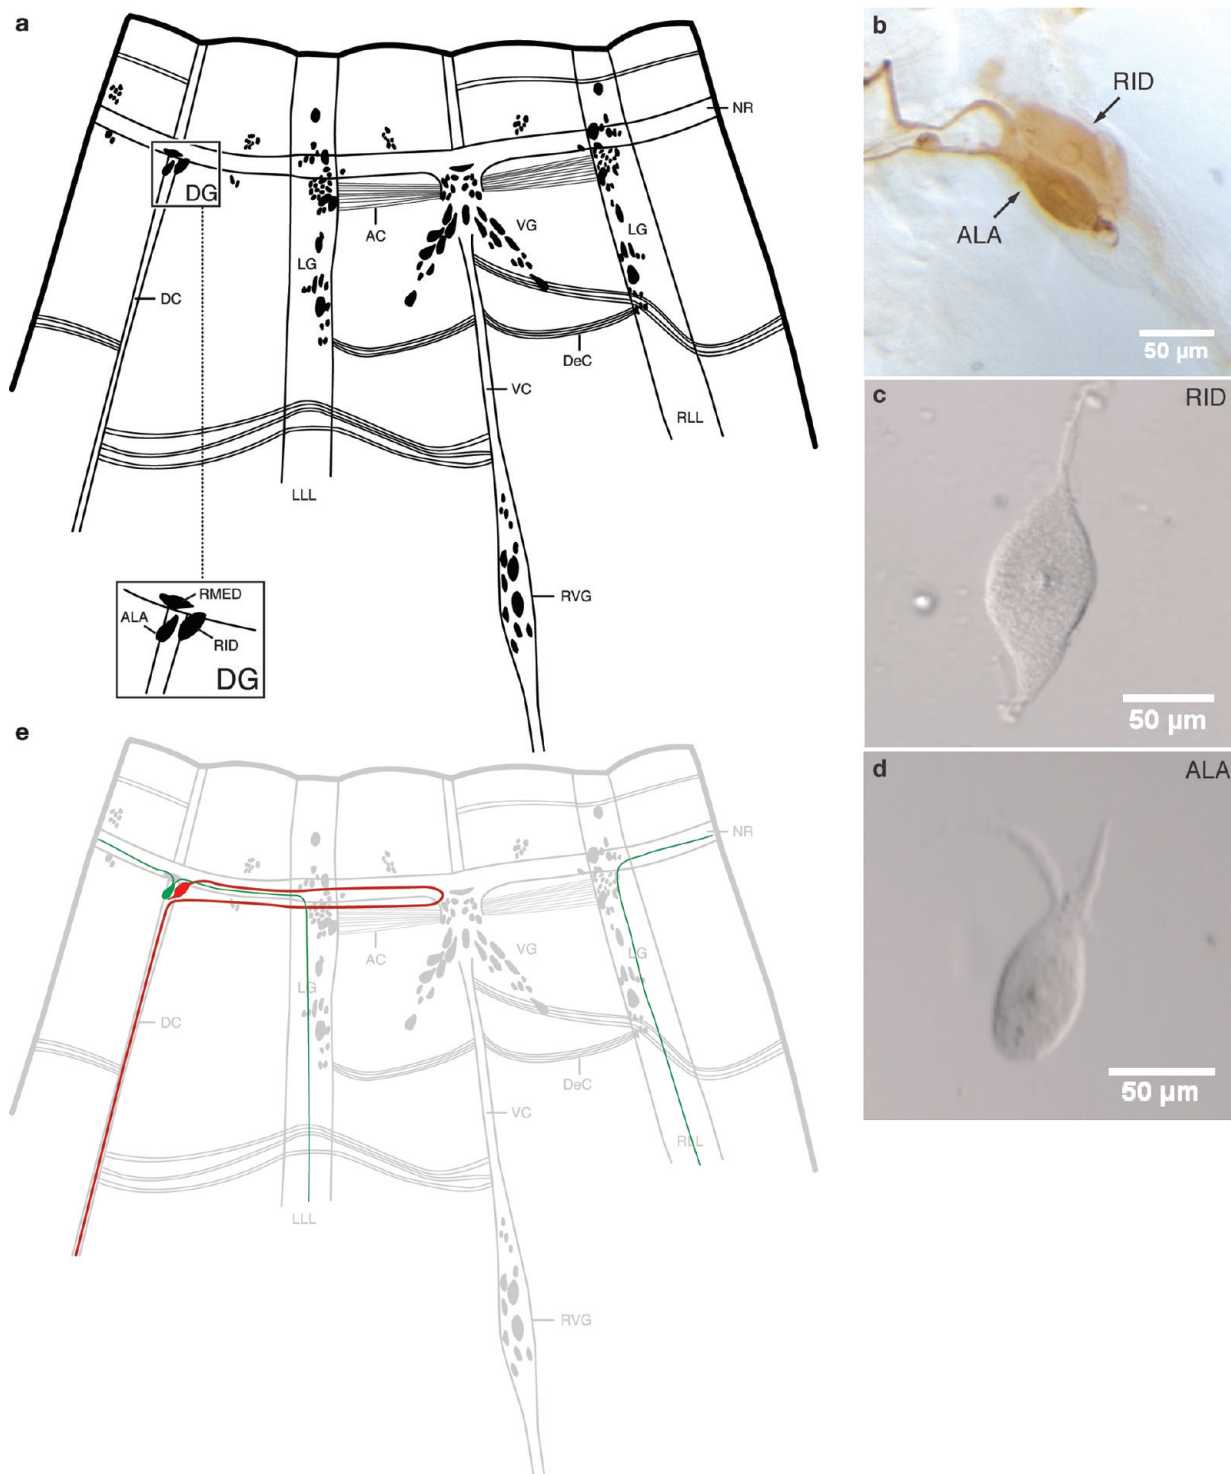 a
NR
DG
AC
VG
LG
LG
DC
DeC
VC
RLL
LLL
RMED
ALA
RID
DG
RVG
b
RID
ALA
50 µm
c
RID
50 µm
d
ALA
50 µm
e
NR
AC
VG
LG
LG
DC
DeC
VC
RLL
LLL
RVG